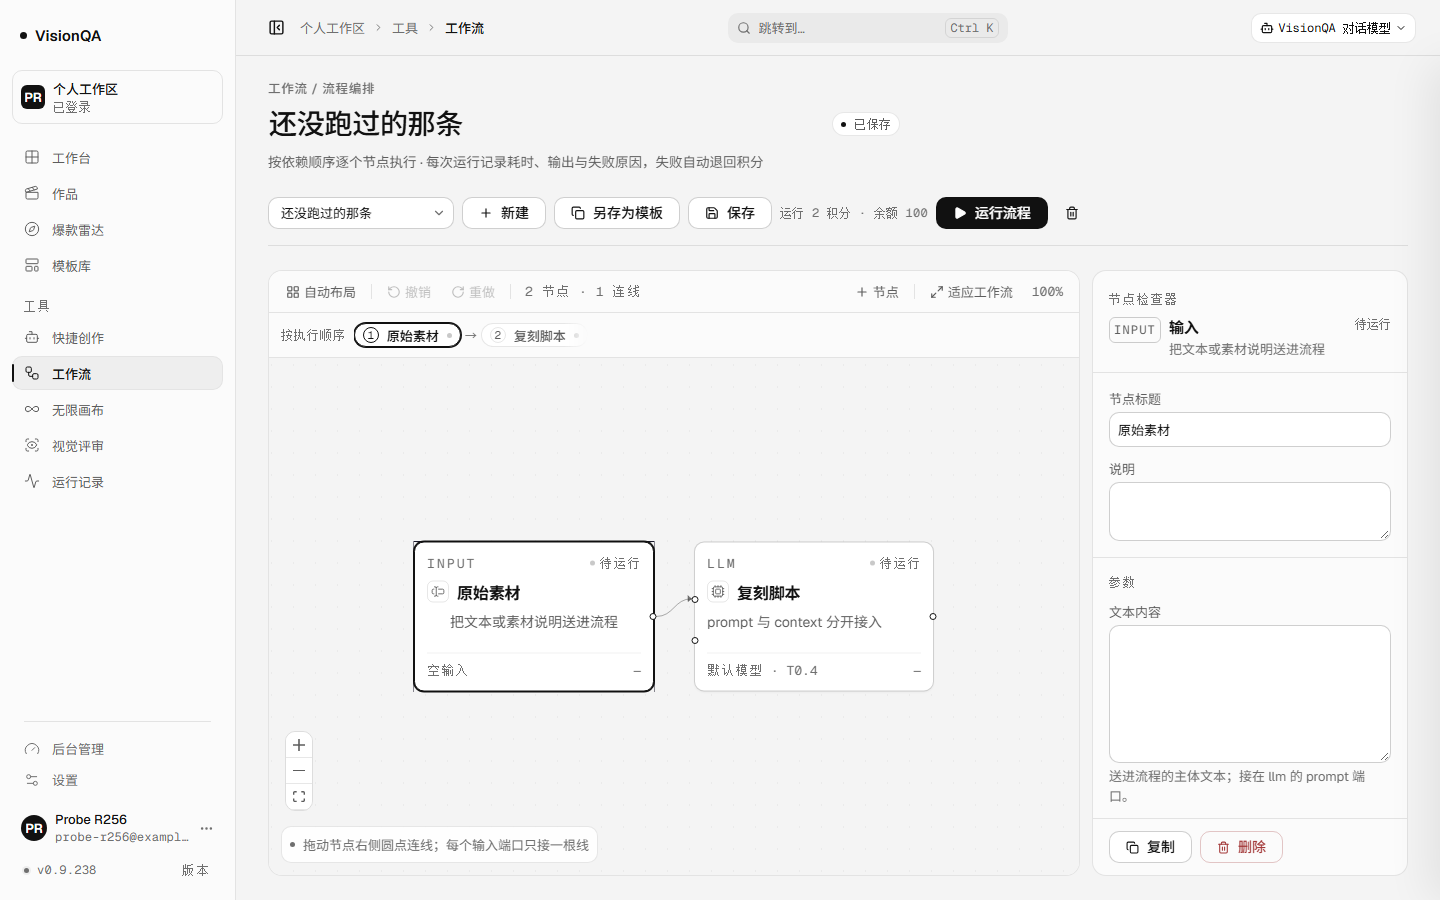 VisionQA
PR
个人工作区
已登录
工作台
作品
爆款雷达
模板库
工具
快捷创作
工作流
无限画布
视觉评审
运行记录
后台管理
设置
PR
Probe R256
probe-r256@exampl…
v0.9.238
版本
个人工作区 > 工具 > 工作流
跳转到...
Ctrl K
VisionQA 对话模型
工作流 / 流程编排
还没跑过的那条
已保存
按依赖顺序逐个节点执行 · 每次运行记录耗时、输出与失败原因，失败自动退回积分
还没跑过的那条
新建
另存为模板
保存
运行 2 积分 · 余额 100
运行流程
自动布局
撤销
重做
2 节点 · 1 连线
节点
适应工作流
100%
按执行顺序
1 原始素材
→
2 复刻脚本
INPUT
待运行
原始素材
把文本或素材说明送进流程
空输入
—
LLM
待运行
复刻脚本
prompt 与 context 分开接入
默认模型 · T0.4
—
拖动节点右侧圆点连线；每个输入端口只接一根线
节点检查器
INPUT
输入
待运行
把文本或素材说明送进流程
节点标题
原始素材
说明
参数
文本内容
送进流程的主体文本；接在 llm 的 prompt 端
口。
复制
删除